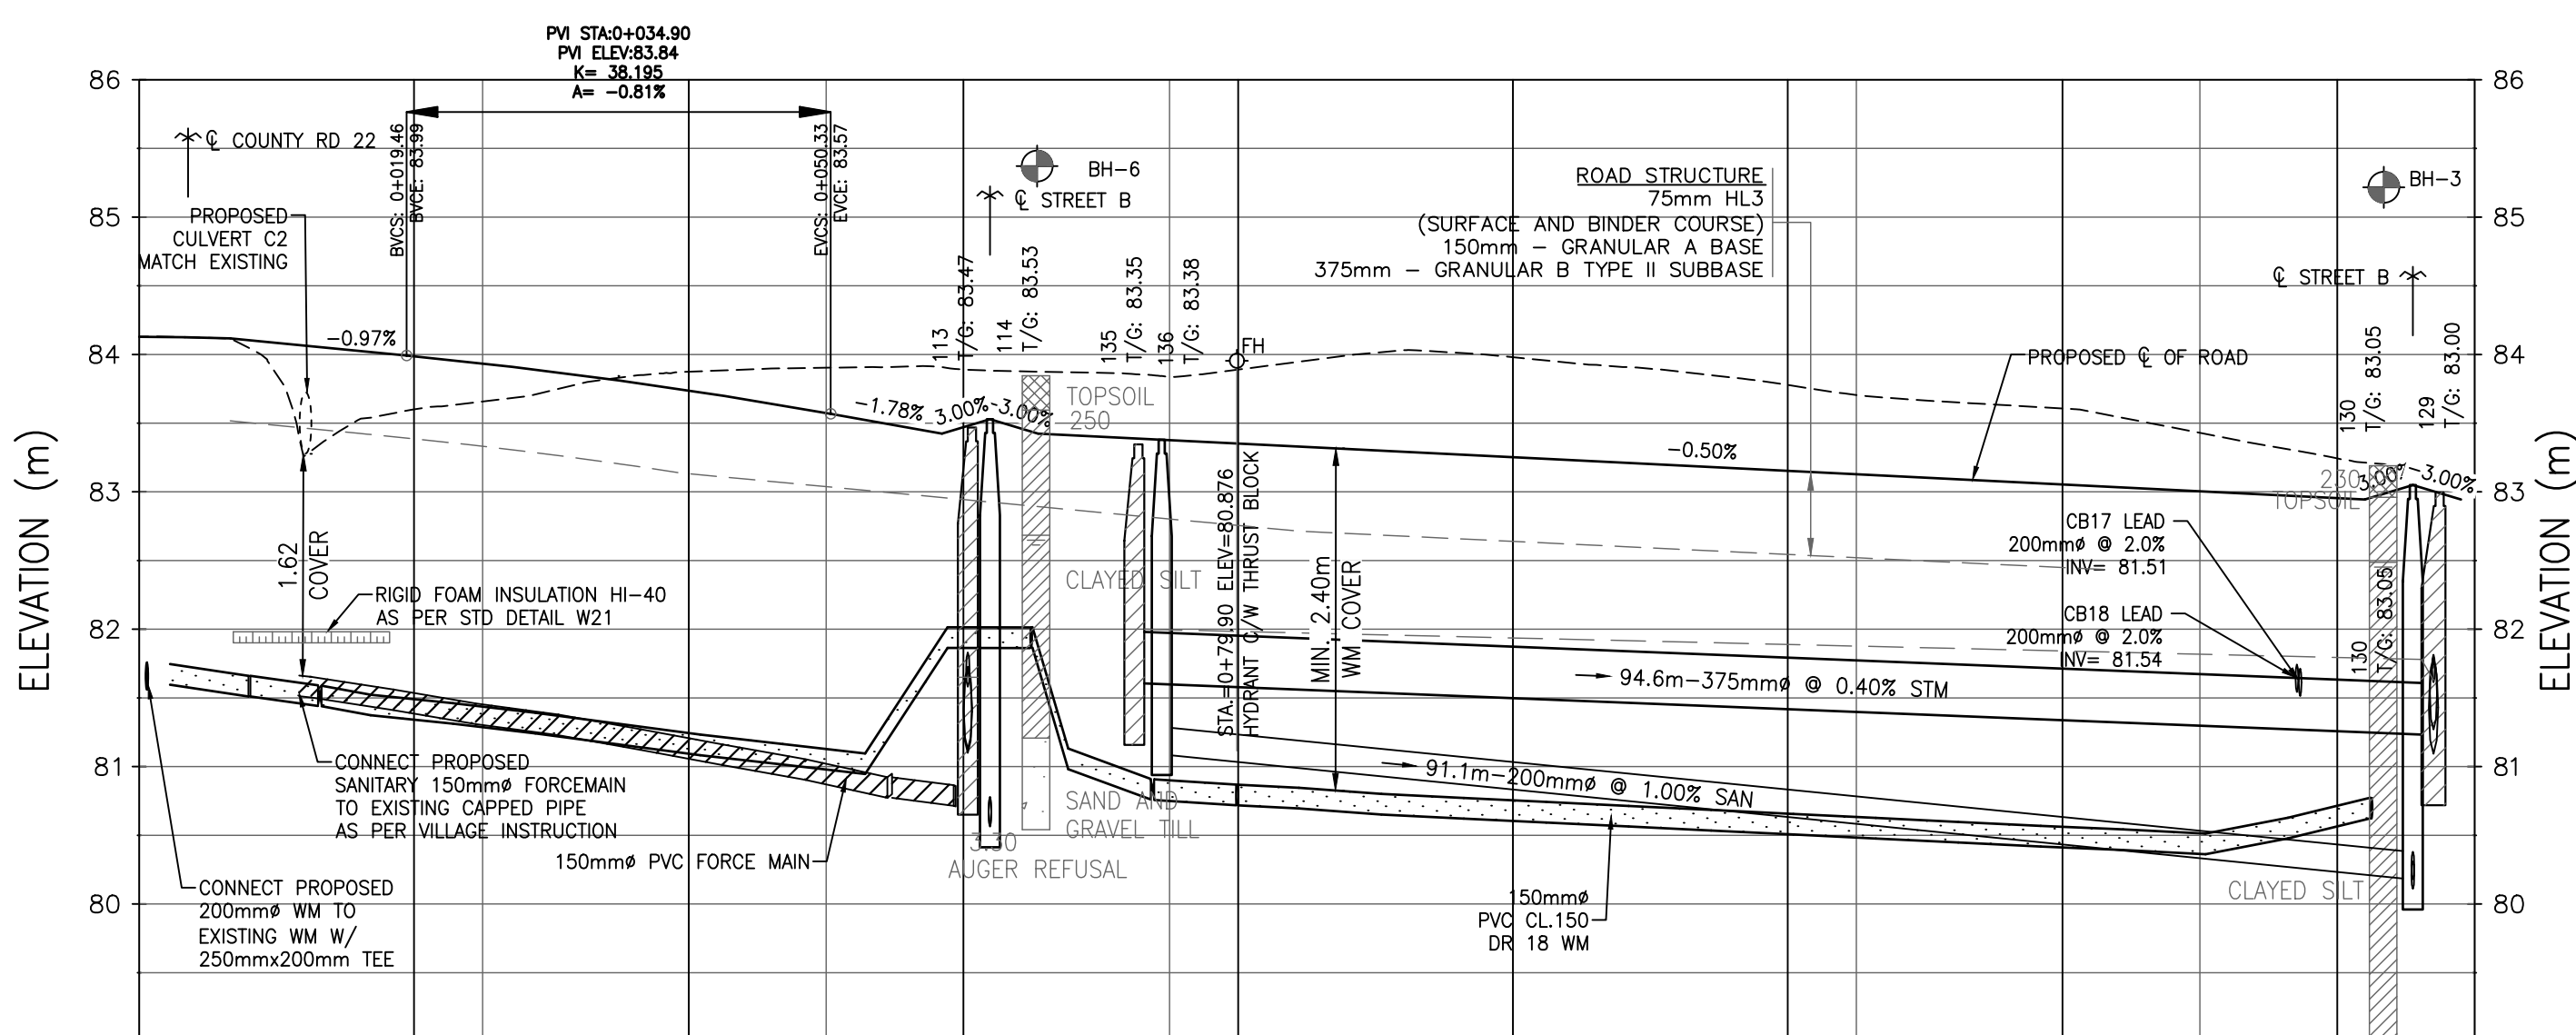 PVI STA:0+034.90
PVI ELEV:83.84
K= 38.195
A= -0.81%
86
86
℄ COUNTY RD 22
BVCS: 0+019.46
BVCE: 83.99
EVCS: 0+050.33
EVCE: 83.57
BH-6
℄ STREET B
ROAD STRUCTURE
75mm HL3
(SURFACE AND BINDER COURSE)
150mm - GRANULAR A BASE
375mm - GRANULAR B TYPE II SUBBASE
BH-3
85
85
PROPOSED
CULVERT C2
MATCH EXISTING
℄ STREET B
113
T/G: 83.47
114
T/G: 83.53
135
T/G: 83.35
136
T/G: 83.38
130
T/G: 83.05
129
T/G: 83.00
84
84
-0.97%
FH
PROPOSED ℄ OF ROAD
-1.78%
3.00%
-3.00%
TOPSOIL
250
-0.50%
ELEVATION (m)
ELEVATION (m)
83
83
230
TOPSOIL
3.00%
-3.00%
1.62
COVER
CLAYED SILT
STA.=0+79.90 ELEV=80.876
HYDRANT C/W THRUST BLOCK
MIN. 2.40m
WM COVER
CB17 LEAD
200mmø @ 2.0%
INV= 81.51
RIGID FOAM INSULATION HI-40
AS PER STD DETAIL W21
CB18 LEAD
200mmø @ 2.0%
INV= 81.54
130
T/G: 83.05
82
82
94.6m-375mmø @ 0.40% STM
81
81
CONNECT PROPOSED
SANITARY 150mmø FORCEMAIN
TO EXISTING CAPPED PIPE
AS PER VILLAGE INSTRUCTION
91.1m-200mmø @ 1.00% SAN
SAND AND
GRAVEL TILL
3.30
AUGER REFUSAL
150mmø PVC FORCE MAIN
CONNECT PROPOSED
200mmø WM TO
EXISTING WM W/
250mmx200mm TEE
80
80
150mmø
PVC CL.150
DR 18 WM
CLAYED SILT